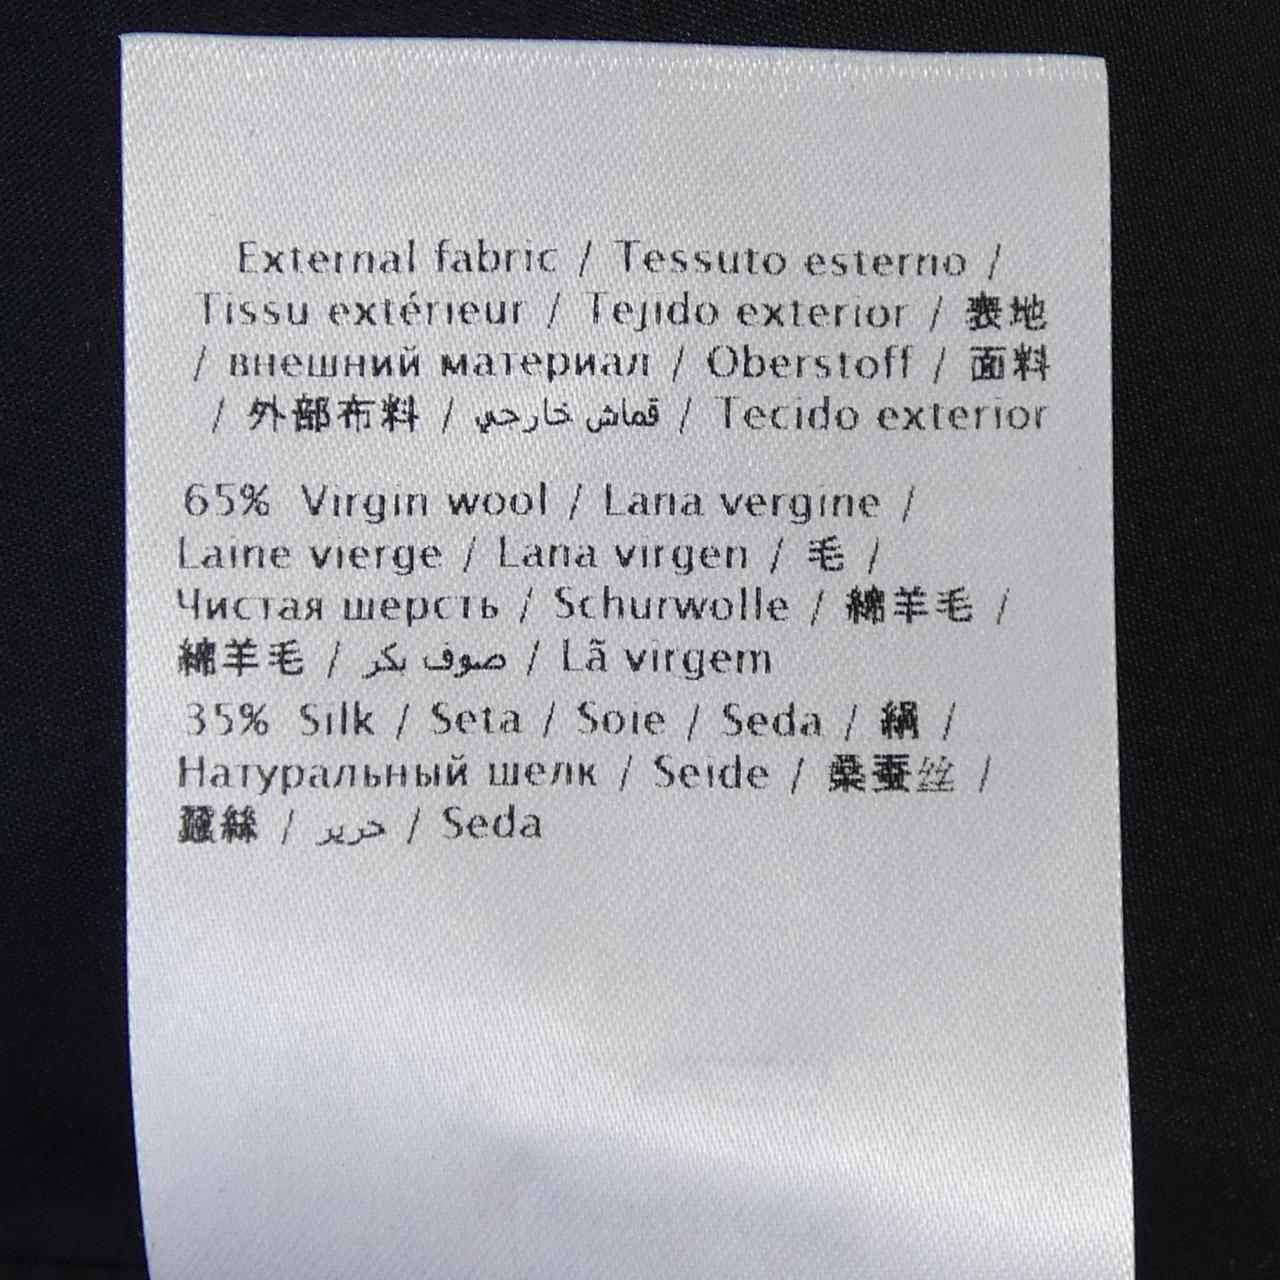 External fabric / Tessuto esterno /
Tissu extérieur / Tejido exterior / 表地
/ внешний материал / Oberstoff / 面料
/ 外部布料 / قماش خارجي / Tecido exterior
65% Virgin wool / Lana vergine /
Laine vierge / Lana virgen / 毛 /
Чистая шерсть / Schurwolle / 綿羊毛 /
綿羊毛 / صوف بكر / Lã virgem
35% Silk / Seta / Soie / Seda / 絹 /
Натуральный шелк / Seide / 桑蚕丝 /
蠶絲 / حرير / Seda